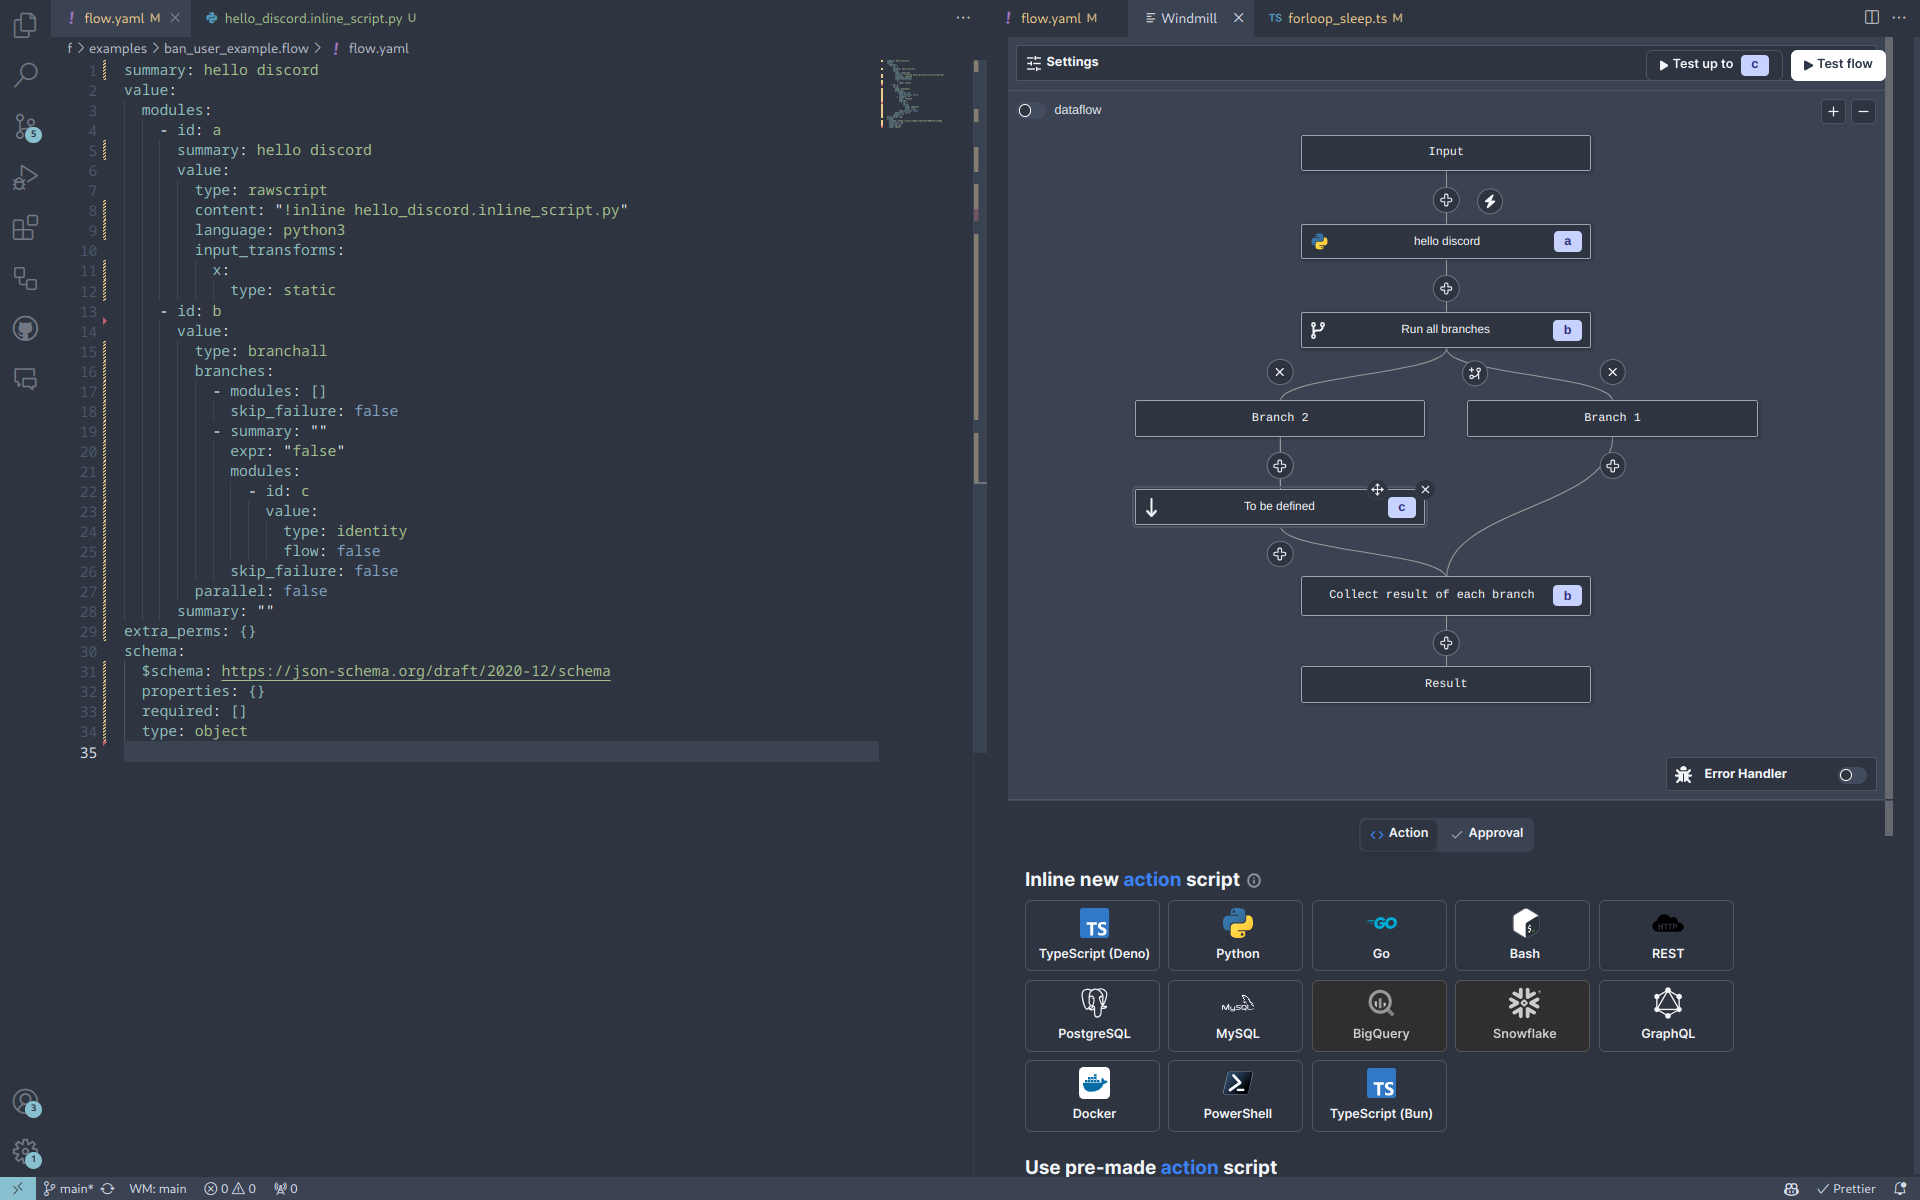 flow.yaml M
hello_discord.inline_script.py U
flow.yaml M
Windmill
TS forloop_sleep.ts M
f > examples > ban_user_example.flow > ! flow.yaml
1 summary: hello discord
2 value:
3 modules:
4 - id: a
5 summary: hello discord
6 value:
7 type: rawscript
8 content: "!inline hello_discord.inline_script.py"
9 language: python3
10 input_transforms:
11 x:
12 type: static
13 - id: b
14 value:
15 type: branchall
16 branches:
17 - modules: []
18 skip_failure: false
19 - summary: ""
20 expr: "false"
21 modules:
22 - id: c
23 value:
24 type: identity
25 flow: false
26 skip_failure: false
27 parallel: false
28 summary: ""
29 extra_perms: {}
30 schema:
31 $schema: https://json-schema.org/draft/2020-12/schema
32 properties: {}
33 required: []
34 type: object
35
5
3
1
Settings
Test up to c
Test flow
dataflow
Input
hello discord a
Run all branches b
Branch 2
Branch 1
To be defined c
Collect result of each branch b
Result
Error Handler
Action
Approval
Inline new action script
TS
TypeScript (Deno)
Python
GO
Go
Bash
HTTP
REST
PostgreSQL
MySQL
MySQL
BigQuery
Snowflake
GraphQL
Docker
PowerShell
TS
TypeScript (Bun)
Use pre-made action script
main*
WM: main
0
0
0
Prettier